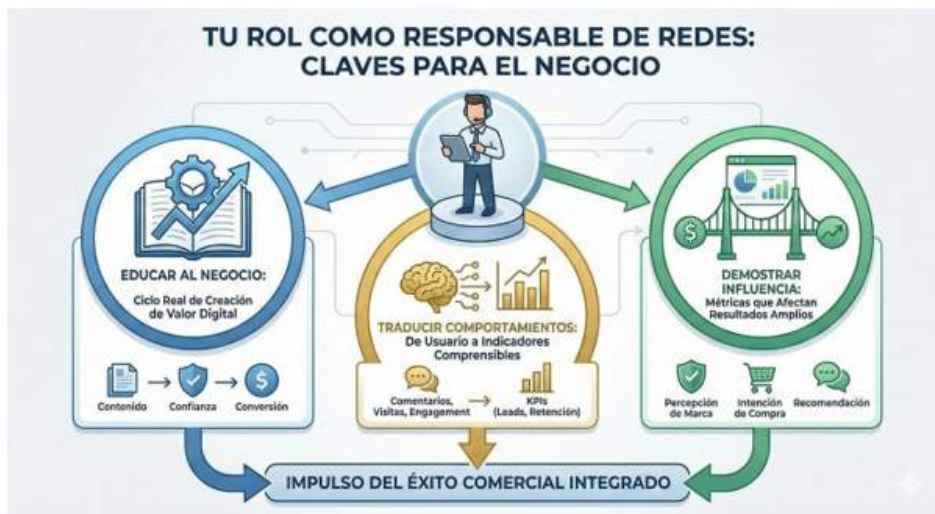 TU ROL COMO RESPONSABLE DE REDES:
CLAVES PARA EL NEGOCIO
EDUCAR AL NEGOCIO:
Ciclo Real de Creación
de Valor Digital
Contenido
Confianza
Conversión
$
TRADUCIR COMPORTAMIENTOS:
De Usuario a Indicadores
Comprensibles
Comentarios,
Visitas, Engagement
KPIs
(Leads, Retención)
$
DEMOSTRAR
INFLUENCIA:
Métricas que Afectan
Resultados Amplios
Percepción
de Marca
Intención
de Compra
Recomendación
IMPULSO DEL ÉXITO COMERCIAL INTEGRADO